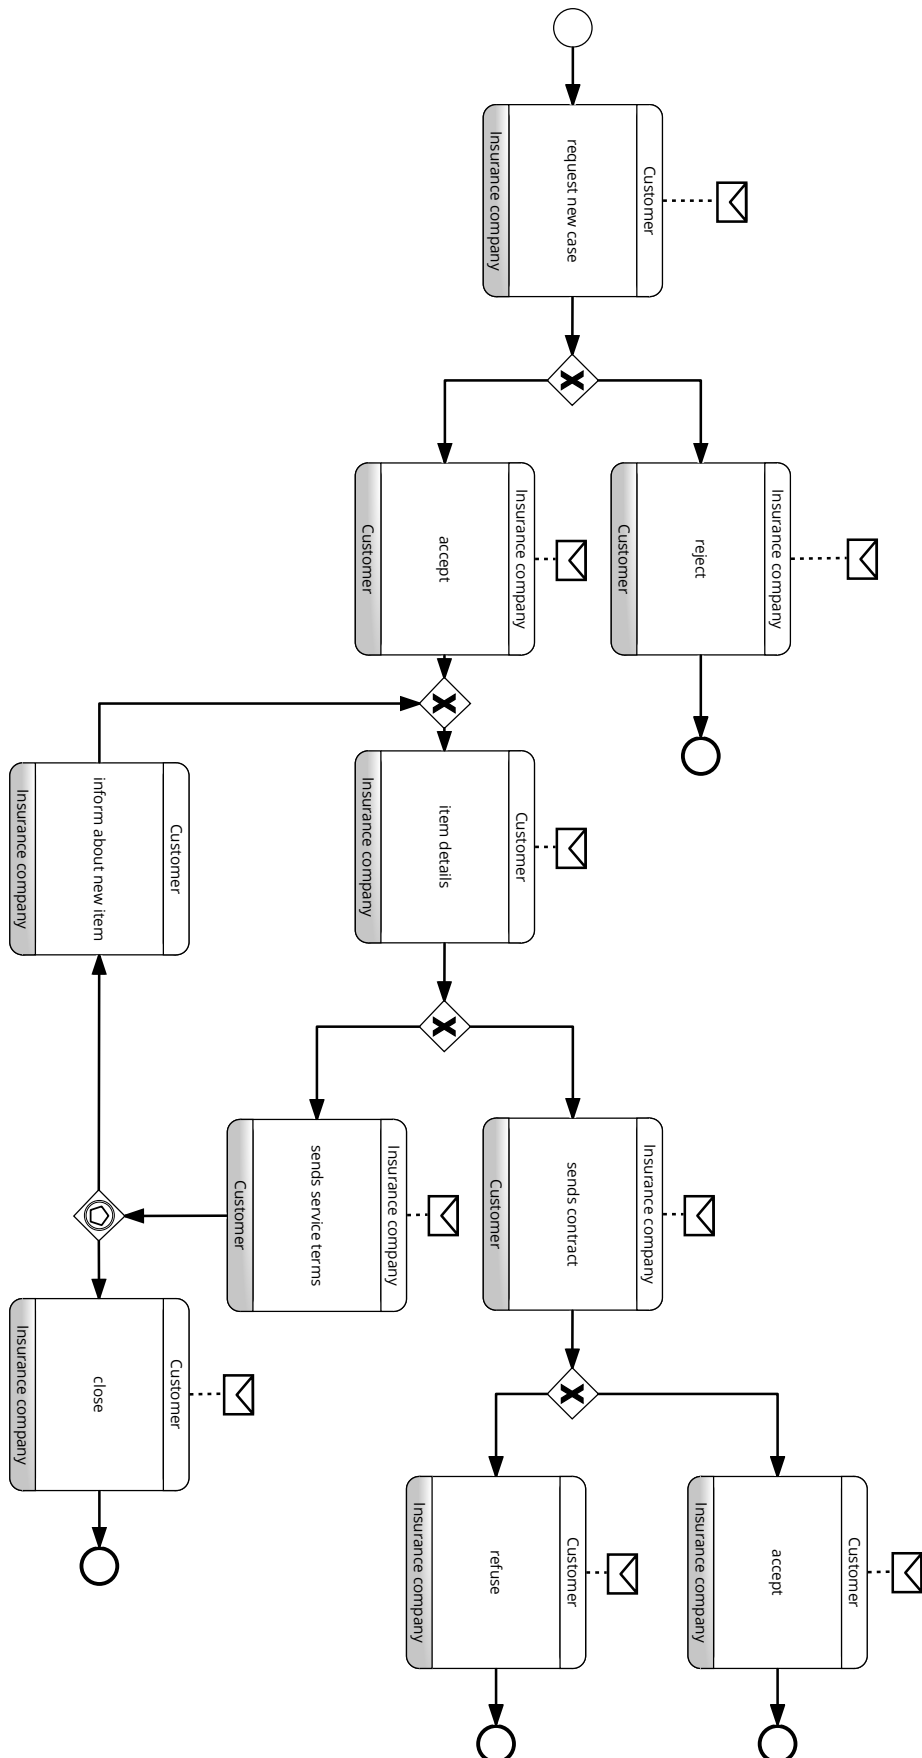 Customer
request new case
Insurance company
Insurance company
reject
Customer
Insurance company
accept
Customer
Customer
item details
Insurance company
Customer
inform about new item
Insurance company
Insurance company
sends contract
Customer
Insurance company
sends service terms
Customer
Customer
close
Insurance company
Customer
accept
Insurance company
Customer
refuse
Insurance company